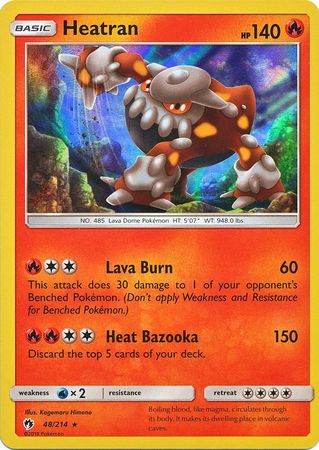 BASIC Heatran HP 140
NO. 485 Lava Dome Pokémon HT: 5'07" WT: 948.0 lbs.
Lava Burn 60
This attack does 30 damage to 1 of your opponent's
Benched Pokémon. (Don't apply Weakness and Resistance
for Benched Pokémon.)
Heat Bazooka 150
Discard the top 5 cards of your deck.
weakness ×2 resistance retreat
Illus. Kagemaru Himeno
48/214 ★
©2018 Pokémon
Boiling blood, like magma, circulates through
its body. It makes its dwelling place in volcanic
caves.